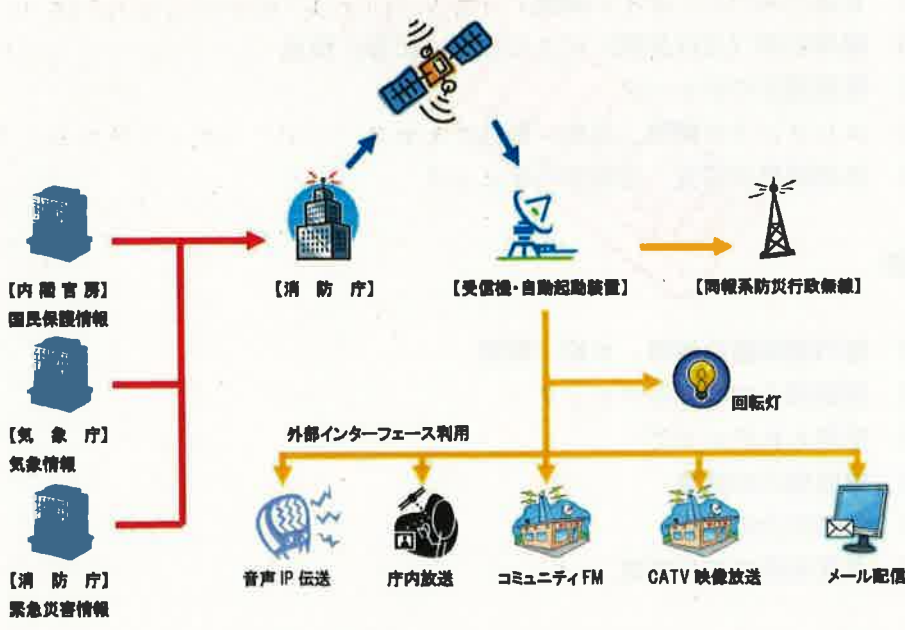 【内閣官房】
国民保護情報
【気象庁】
気象情報
【消防庁】
緊急災害情報
【消防庁】
【受信機・自動起動装置】
【同報系防災行政無線】
回転灯
外部インターフェース利用
音声IP伝送
庁内放送
コミュニティFM
CATV 映像放送
メール配信